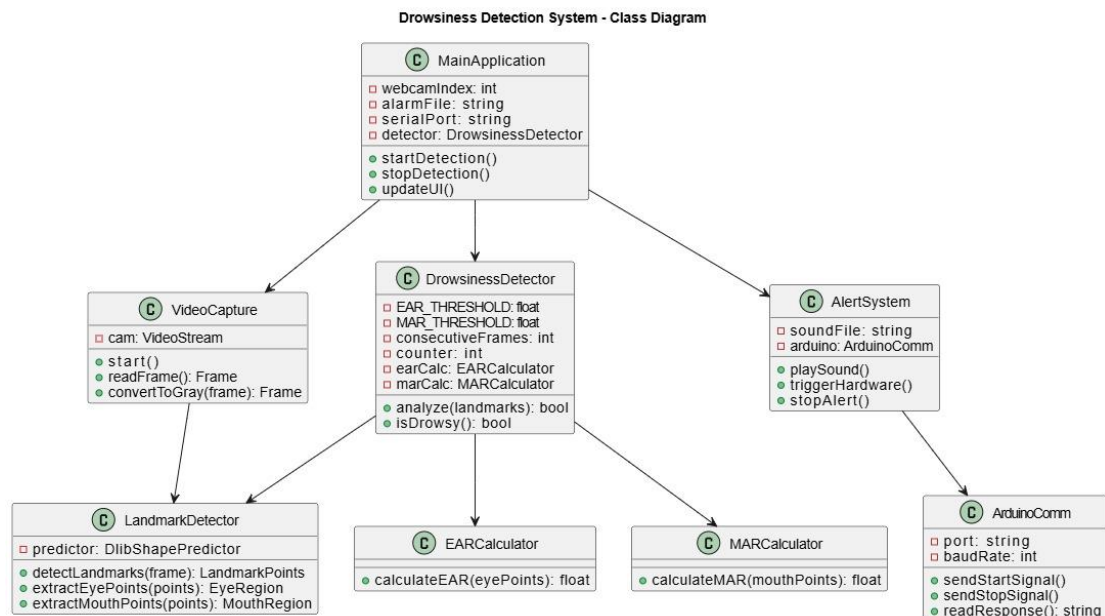 Drowsiness Detection System - Class Diagram
C MainApplication
webcamIndex: int
alarmFile: string
serialPort: string
detector: DrowsinessDetector
startDetection()
stopDetection()
updateUI()
C VideoCapture
cam: VideoStream
start()
readFrame(): Frame
convertToGray(frame): Frame
C DrowsinessDetector
EAR_THRESHOLD: float
MAR_THRESHOLD: float
consecutiveFrames: int
counter: int
earCalc: EARCalculator
marCalc: MARCalculator
analyze(landmarks): bool
isDrowsy(): bool
C AlertSystem
soundFile: string
arduino: ArduinoComm
playSound()
triggerHardware()
stopAlert()
C LandmarkDetector
predictor: DlibShapePredictor
detectLandmarks(frame): LandmarkPoints
extractEyePoints(points): EyeRegion
extractMouthPoints(points): MouthRegion
C EARCalculator
calculateEAR(eyePoints): float
C MARCalculator
calculateMAR(mouthPoints): float
C ArduinoComm
port: string
baudRate: int
sendStartSignal()
sendStopSignal()
readResponse(): string